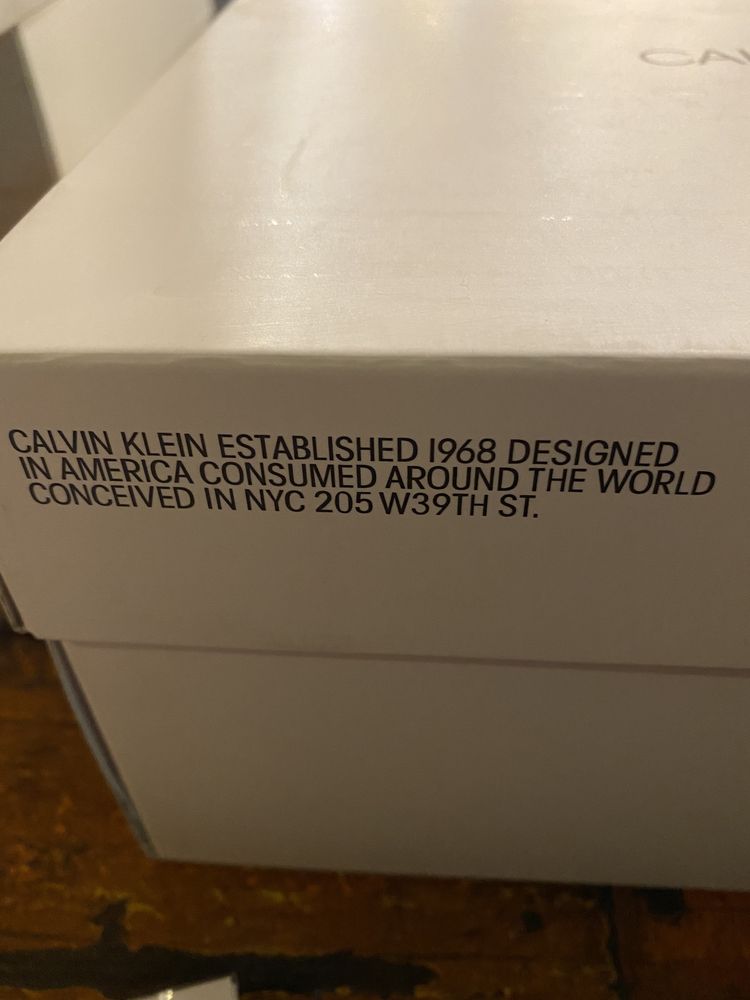 CALVIN KLEIN ESTABLISHED 1968 DESIGNED
IN AMERICA CONSUMED AROUND THE WORLD
CONCEIVED IN NYC 205 W39TH ST.